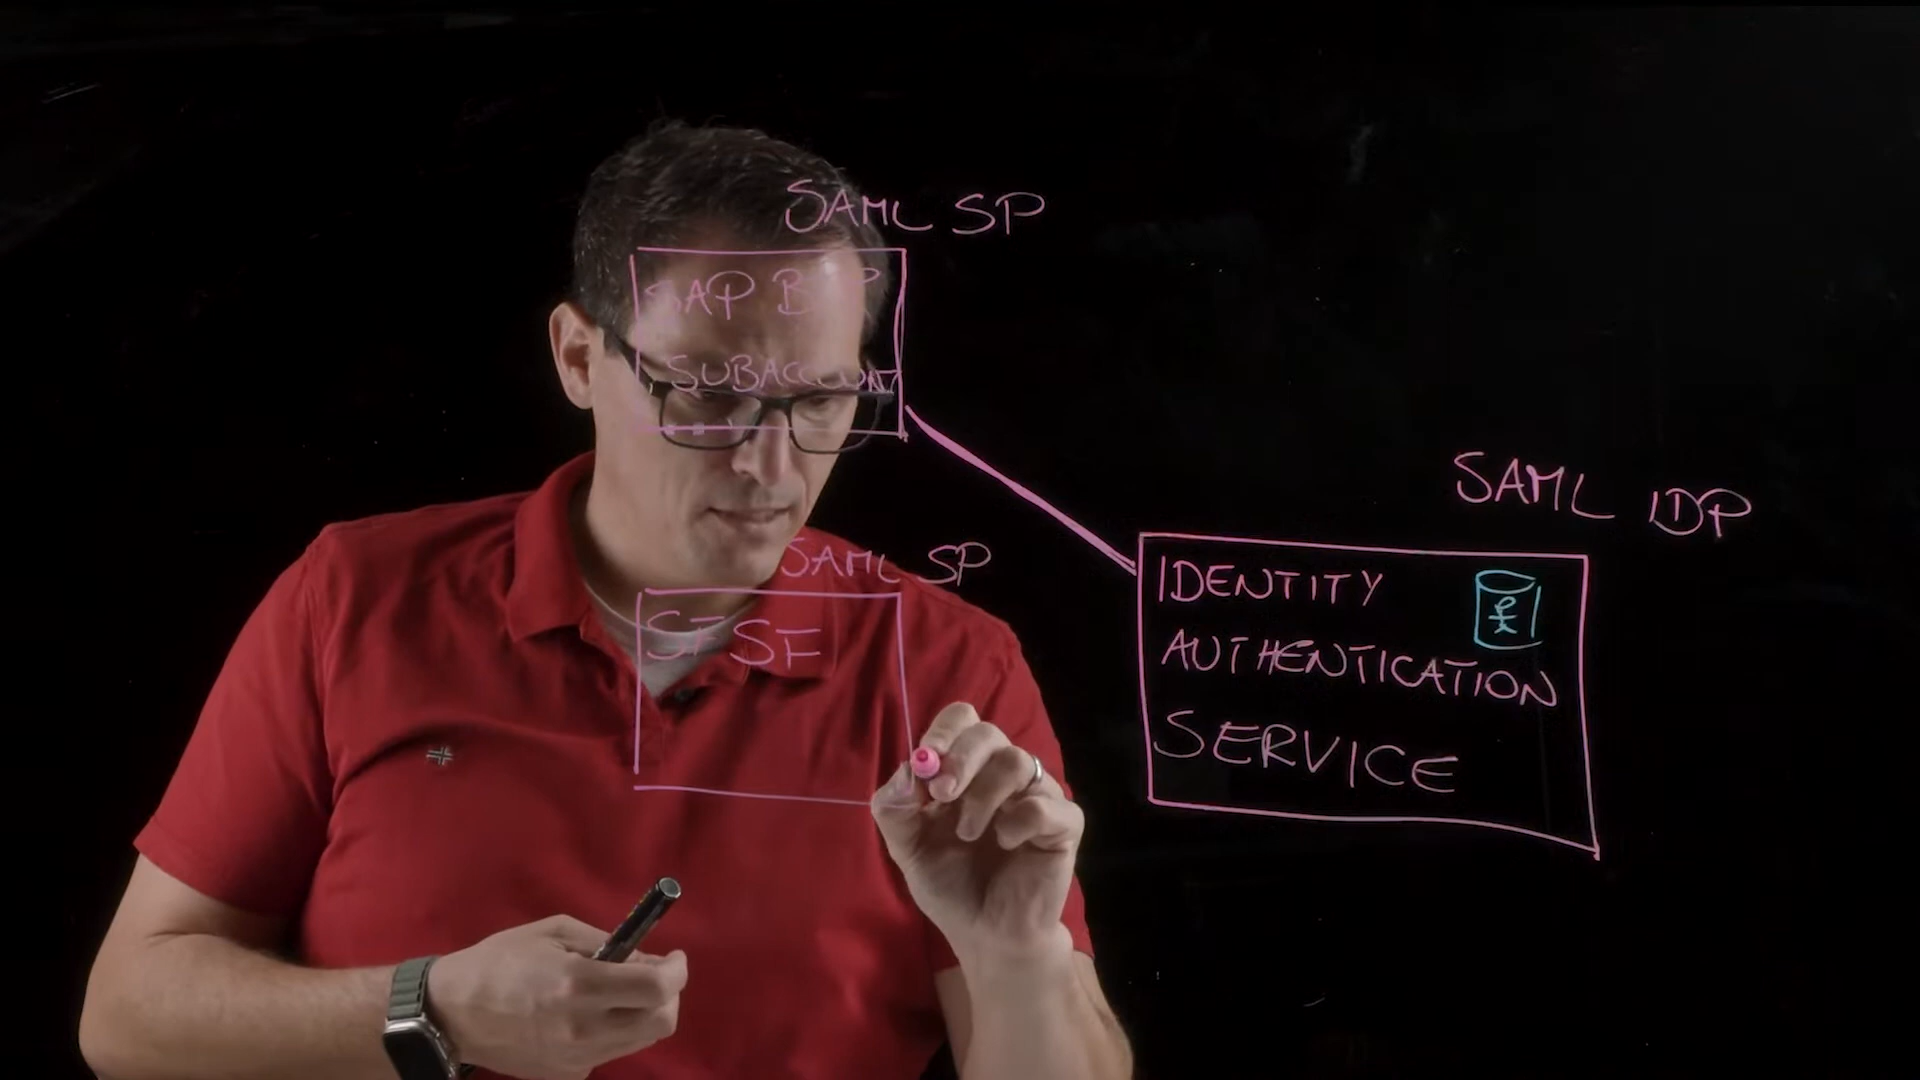 SAML SP
SAP BTP
SUBACCOUNT
SAML SP
SFSF
SAML IDP
IDENTITY
AUTHENTICATION
SERVICE